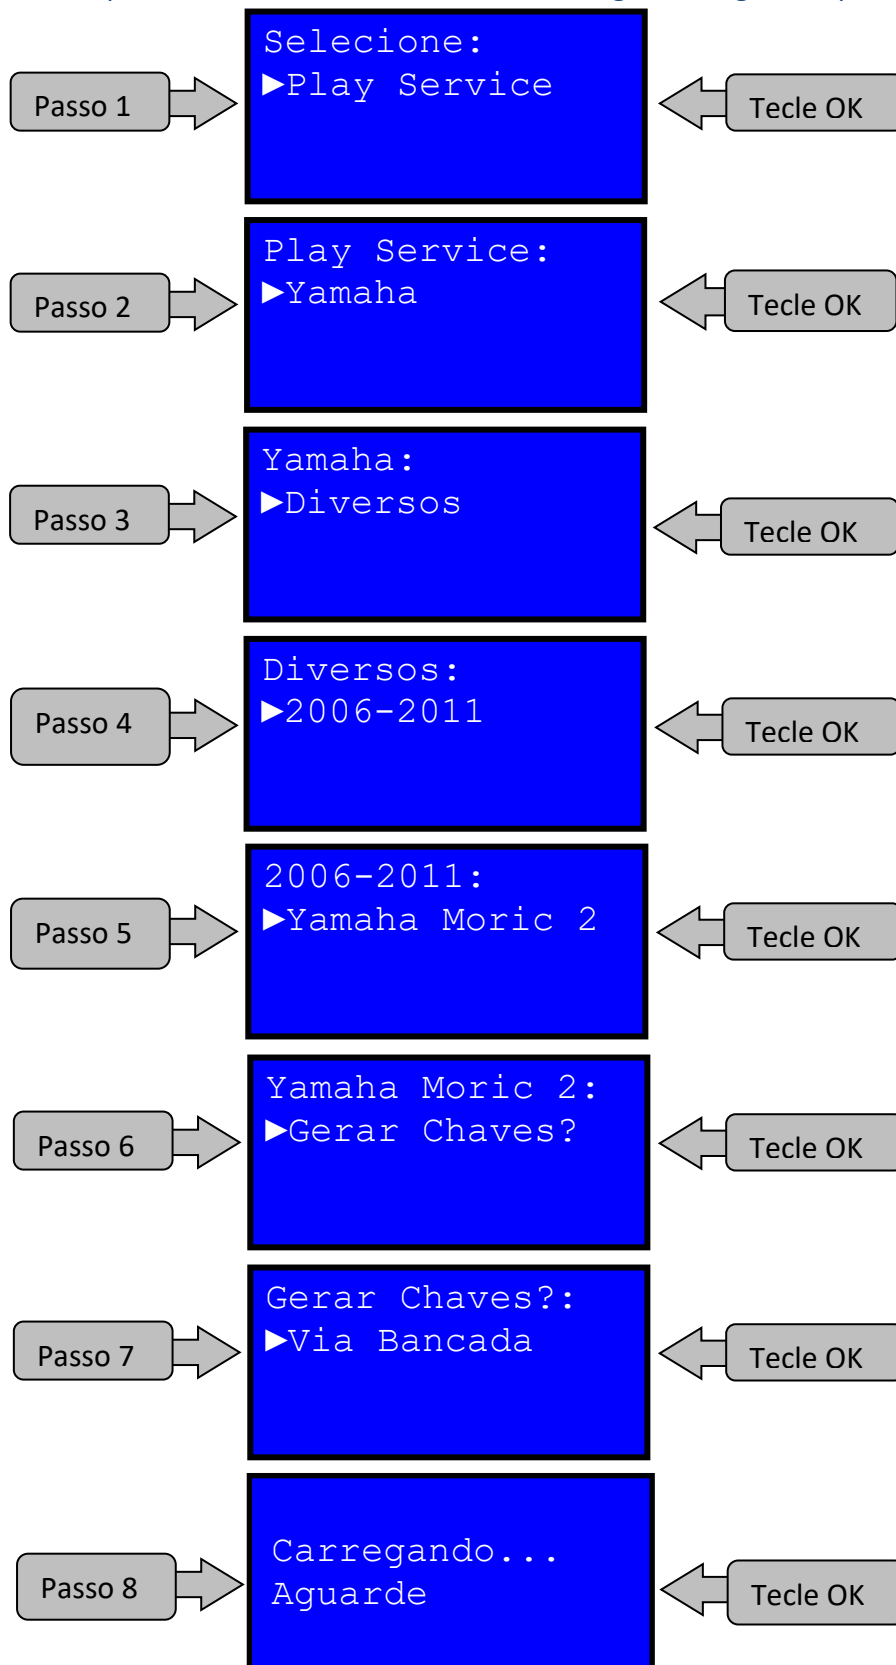 Passo 1
Selecione:
►Play Service
Tecle OK
Passo 2
Play Service:
►Yamaha
Tecle OK
Passo 3
Yamaha:
►Diversos
Tecle OK
Passo 4
Diversos:
►2006-2011
Tecle OK
Passo 5
2006-2011:
►Yamaha Moric 2
Tecle OK
Passo 6
Yamaha Moric 2:
►Gerar Chaves?
Tecle OK
Passo 7
Gerar Chaves?:
►Via Bancada
Tecle OK
Passo 8
Carregando...
Aguarde
Tecle OK